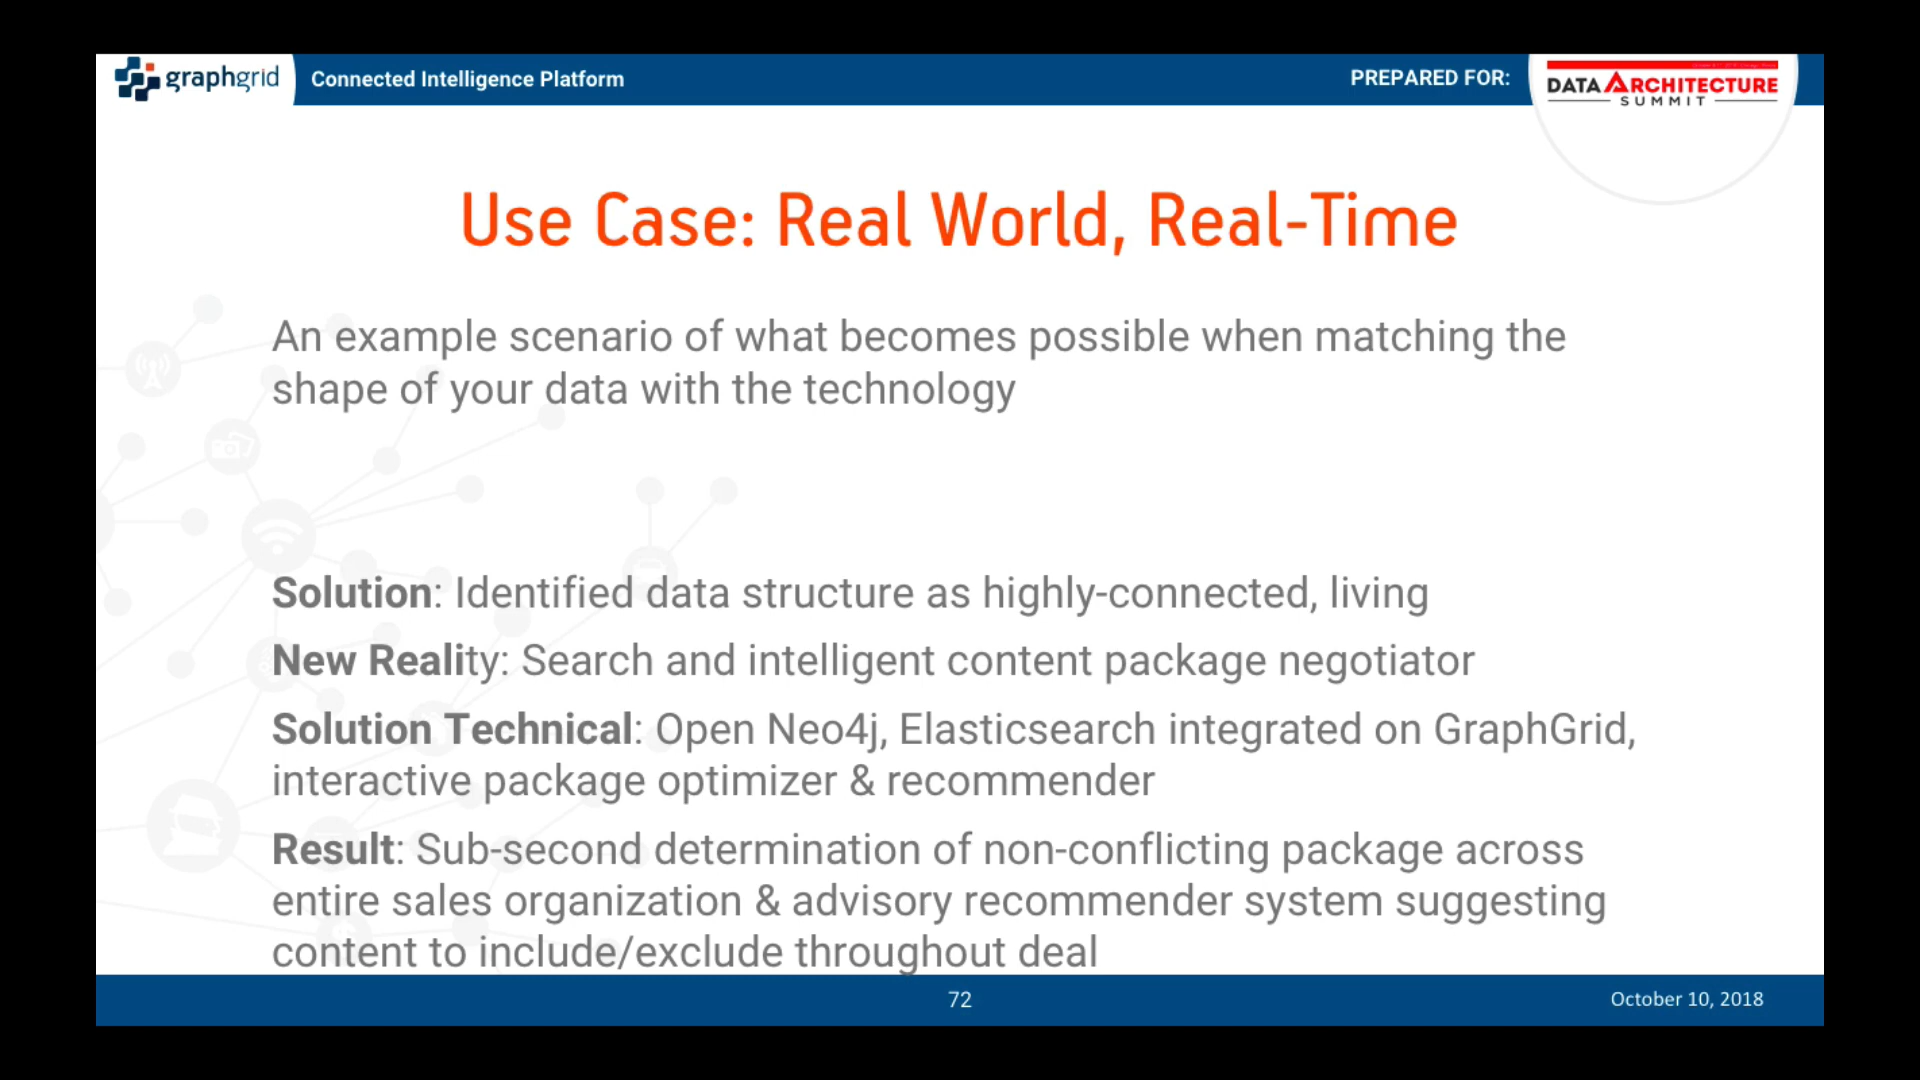 graphgrid
Connected Intelligence Platform
PREPARED FOR:
DATA ARCHITECTURE
SUMMIT
Use Case: Real World, Real-Time
An example scenario of what becomes possible when matching the
shape of your data with the technology
Solution: Identified data structure as highly-connected, living
New Reality: Search and intelligent content package negotiator
Solution Technical: Open Neo4j, Elasticsearch integrated on GraphGrid,
interactive package optimizer & recommender
Result: Sub-second determination of non-conflicting package across
entire sales organization & advisory recommender system suggesting
content to include/exclude throughout deal
72
October 10, 2018